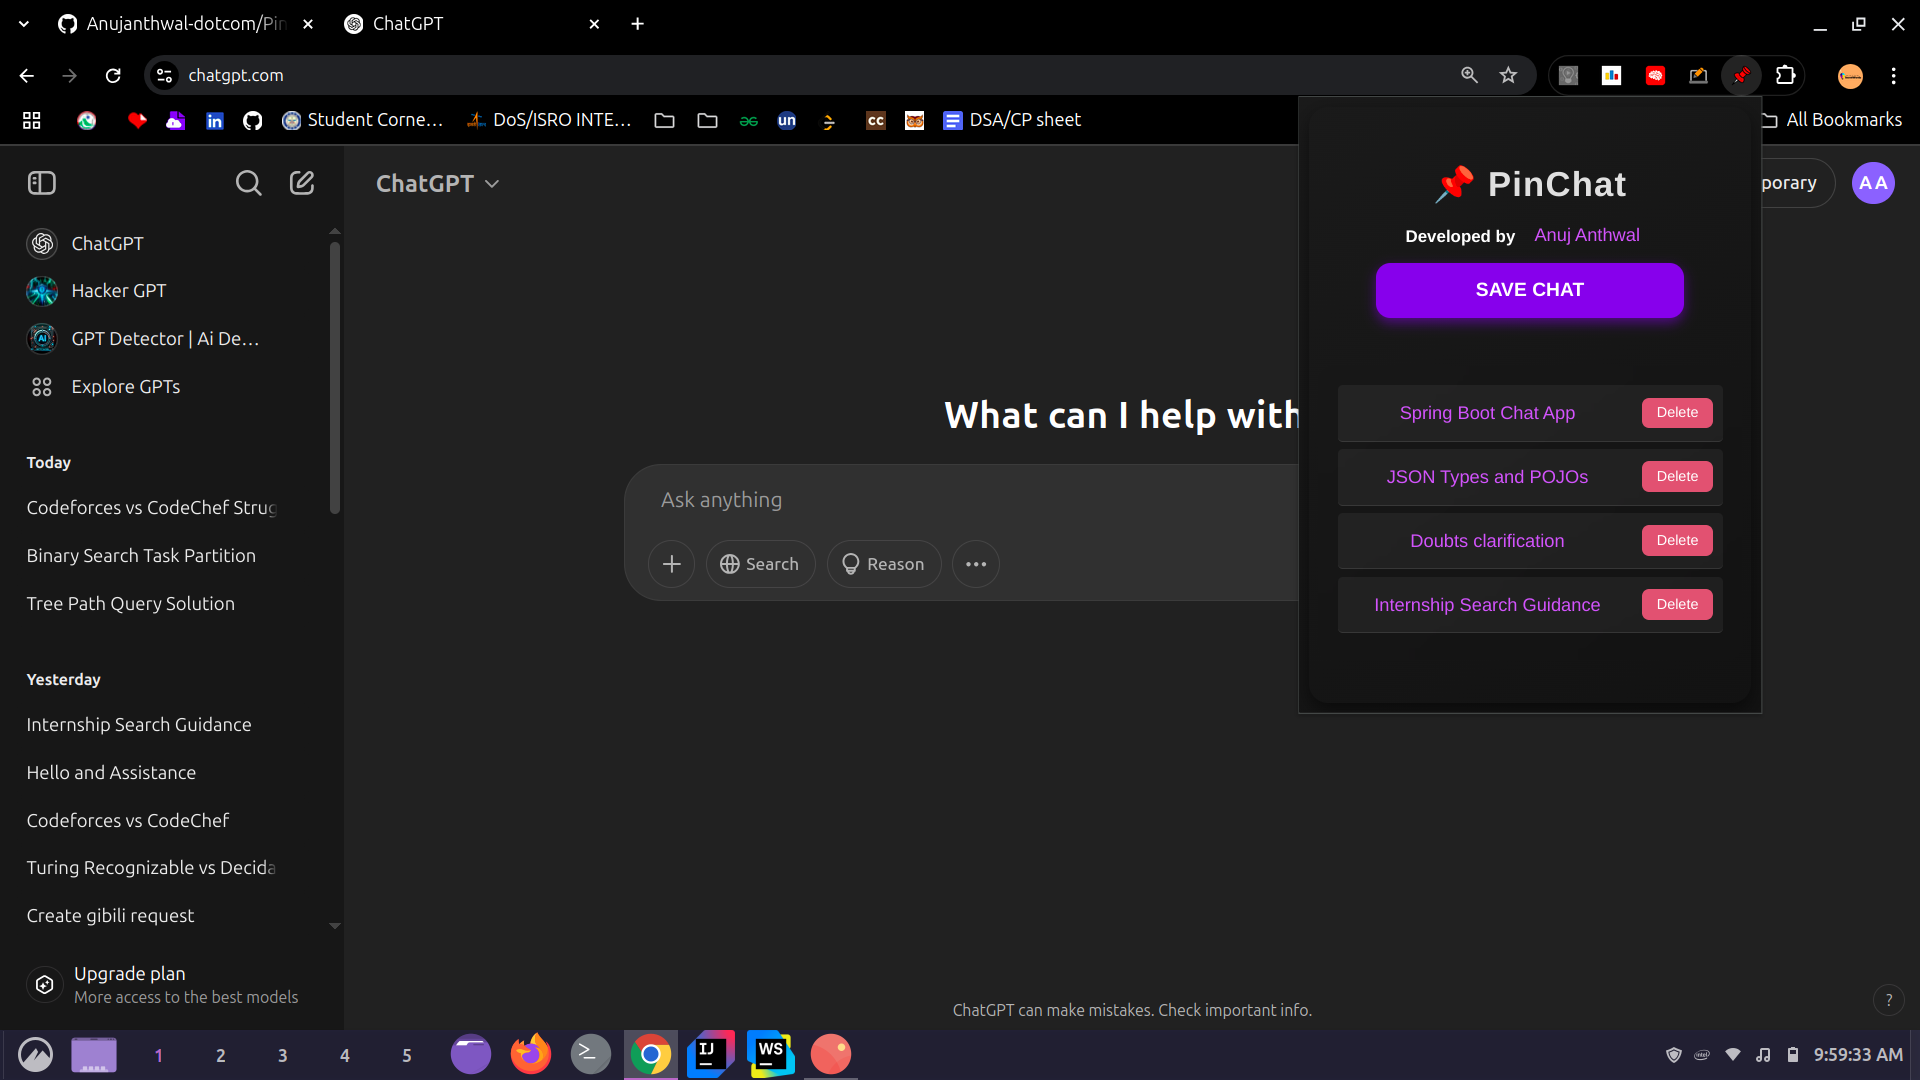 Anujanthwal-dotcom/Pin
ChatGPT
chatgpt.com
Student Corne...
DoS/ISRO INTE...
un
cc
DSA/CP sheet
All Bookmarks
ChatGPT
porary
AA
ChatGPT
Hacker GPT
GPT Detector | Ai De...
Explore GPTs
Today
Codeforces vs CodeChef Strug
Binary Search Task Partition
Tree Path Query Solution
Yesterday
Internship Search Guidance
Hello and Assistance
Codeforces vs CodeChef
Turing Recognizable vs Decida
Create gibili request
Upgrade plan
More access to the best models
What can I help with
Ask anything
Search
Reason
ChatGPT can make mistakes. Check important info.
?
PinChat
Developed by Anuj Anthwal
SAVE CHAT
Spring Boot Chat App
Delete
JSON Types and POJOs
Delete
Doubts clarification
Delete
Internship Search Guidance
Delete
1 2 3 4 5
IJ
WS
9:59:33 AM